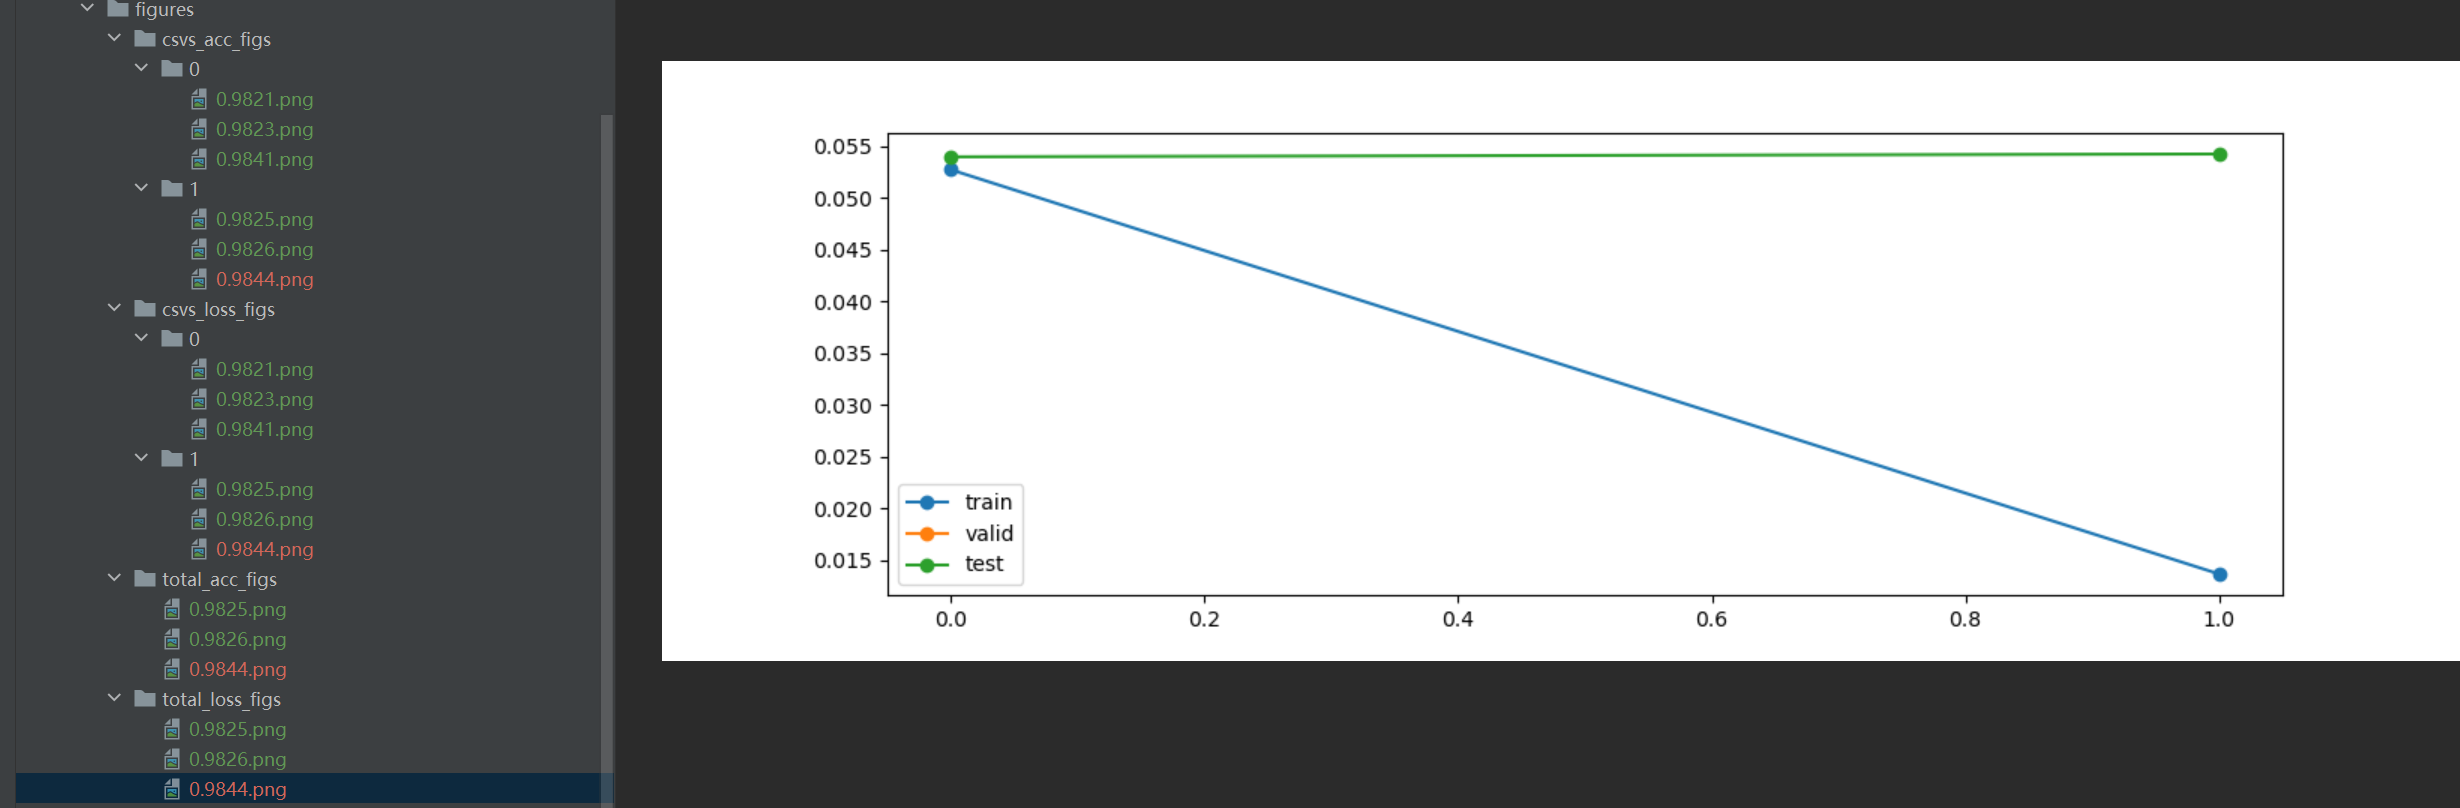 figures
csvs_acc_figs
0
0.9821.png
0.9823.png
0.9841.png
1
0.9825.png
0.9826.png
0.9844.png
csvs_loss_figs
0
0.9821.png
0.9823.png
0.9841.png
1
0.9825.png
0.9826.png
0.9844.png
total_acc_figs
0.9825.png
0.9826.png
0.9844.png
total_loss_figs
0.9825.png
0.9826.png
0.9844.png
0.055
0.050
0.045
0.040
0.035
0.030
0.025
0.020
0.015
train
valid
test
0.0 0.2 0.4 0.6 0.8 1.0